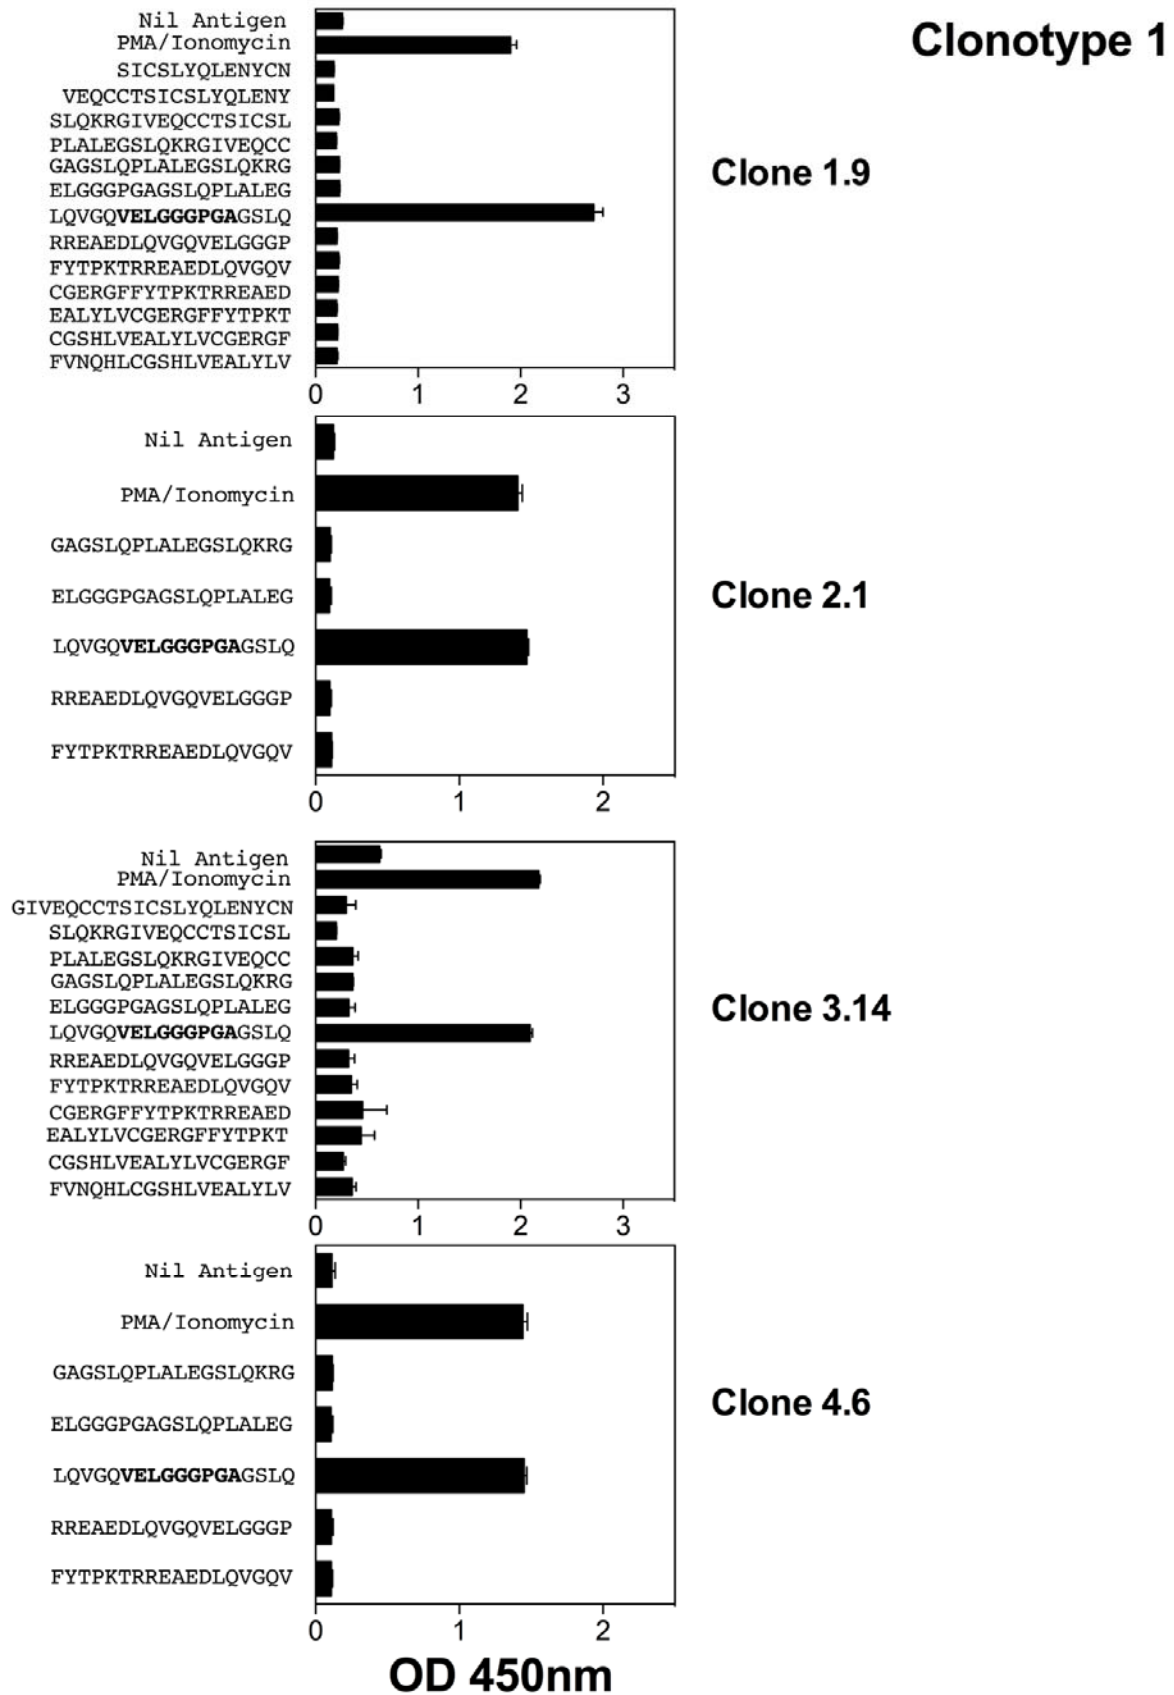 Clonotype 1
Nil Antigen
PMA/Ionomycin
SICSLYQLENYCN
VEQCCTSICSLYQLENY
SLQKRGIVEQCCTSICSL
PLALEGSLQKRGIVEQCC
GAGSLQPLALEGSLQKRG
ELGGGPGAGSLQPLALEG
LQVGQVELGGGPGAGSLQ
RREAEDLQVGQVELGGGP
FYTPKTRREAEDLQVGQV
CGERGFFYTPKTRREAED
EALYLVCGERGFFYTPKT
CGSHLVEALYLVCGERGF
FVNQHLCGSHLVEALYLV
0 1 2 3
Clone 1.9
Nil Antigen
PMA/Ionomycin
GAGSLQPLALEGSLQKRG
ELGGGPGAGSLQPLALEG
LQVGQVELGGGPGAGSLQ
RREAEDLQVGQVELGGGP
FYTPKTRREAEDLQVGQV
0 1 2
Clone 2.1
Nil Antigen
PMA/Ionomycin
GIVEQCCTSICSLYQLENYCN
SLQKRGIVEQCCTSICSL
PLALEGSLQKRGIVEQCC
GAGSLQPLALEGSLQKRG
ELGGGPGAGSLQPLALEG
LQVGQVELGGGPGAGSLQ
RREAEDLQVGQVELGGGP
FYTPKTRREAEDLQVGQV
CGERGFFYTPKTRREAED
EALYLVCGERGFFYTPKT
CGSHLVEALYLVCGERGF
FVNQHLCGSHLVEALYLV
0 1 2 3
Clone 3.14
Nil Antigen
PMA/Ionomycin
GAGSLQPLALEGSLQKRG
ELGGGPGAGSLQPLALEG
LQVGQVELGGGPGAGSLQ
RREAEDLQVGQVELGGGP
FYTPKTRREAEDLQVGQV
0 1 2
Clone 4.6
OD 450nm